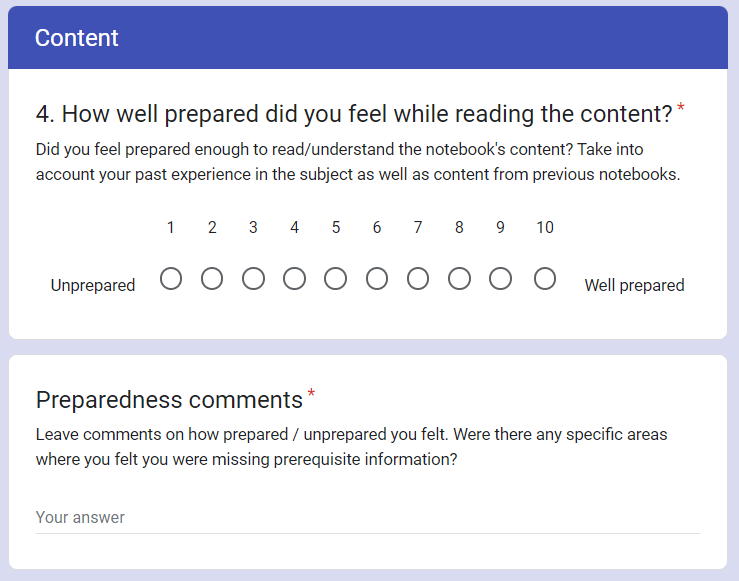 Content
4. How well prepared did you feel while reading the content? *
Did you feel prepared enough to read/understand the notebook's content? Take into
account your past experience in the subject as well as content from previous notebooks.
1 2 3 4 5 6 7 8 9 10
Unprepared Well prepared
Preparedness comments *
Leave comments on how prepared / unprepared you felt. Were there any specific areas
where you felt you were missing prerequisite information?
Your answer